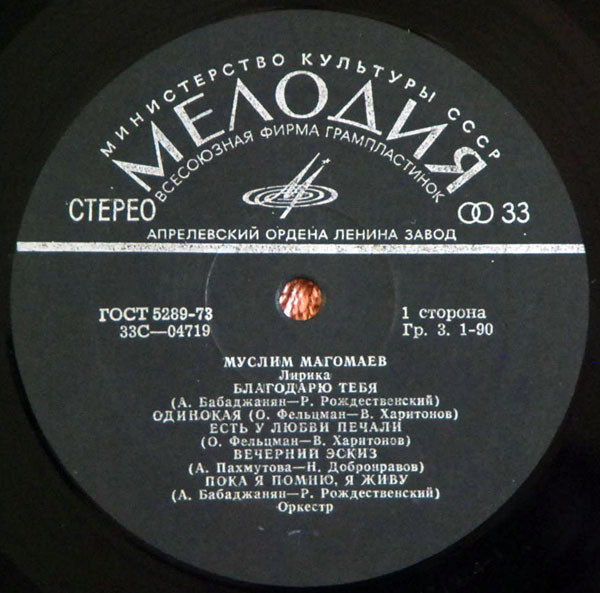 МИНИСТЕРСТВО КУЛЬТУРЫ СССР
МЕЛОДИЯ
ВСЕСОЮЗНАЯ ФИРМА ГРАМПЛАСТИНОК
СТЕРЕО
33
АПРЕЛЕВСКИЙ ОРДЕНА ЛЕНИНА ЗАВОД
ГОСТ 5289-73
33С—04719
1 сторона
Гр. 3. 1-90
МУСЛИМ МАГОМАЕВ
Лирика
БЛАГОДАРЮ ТЕБЯ
(А. Бабаджанян—Р. Рождественский)
ОДИНОКАЯ (О. Фельцман—В. Харитонов)
ЕСТЬ У ЛЮБВИ ПЕЧАЛИ
(О. Фельцман—В. Харитонов)
ВЕЧЕРНИЙ ЭСКИЗ
(А. Пахмутова—Н. Добронравов)
ПОКА Я ПОМНЮ, Я ЖИВУ
(А. Бабаджанян—Р. Рождественский)
Оркестр